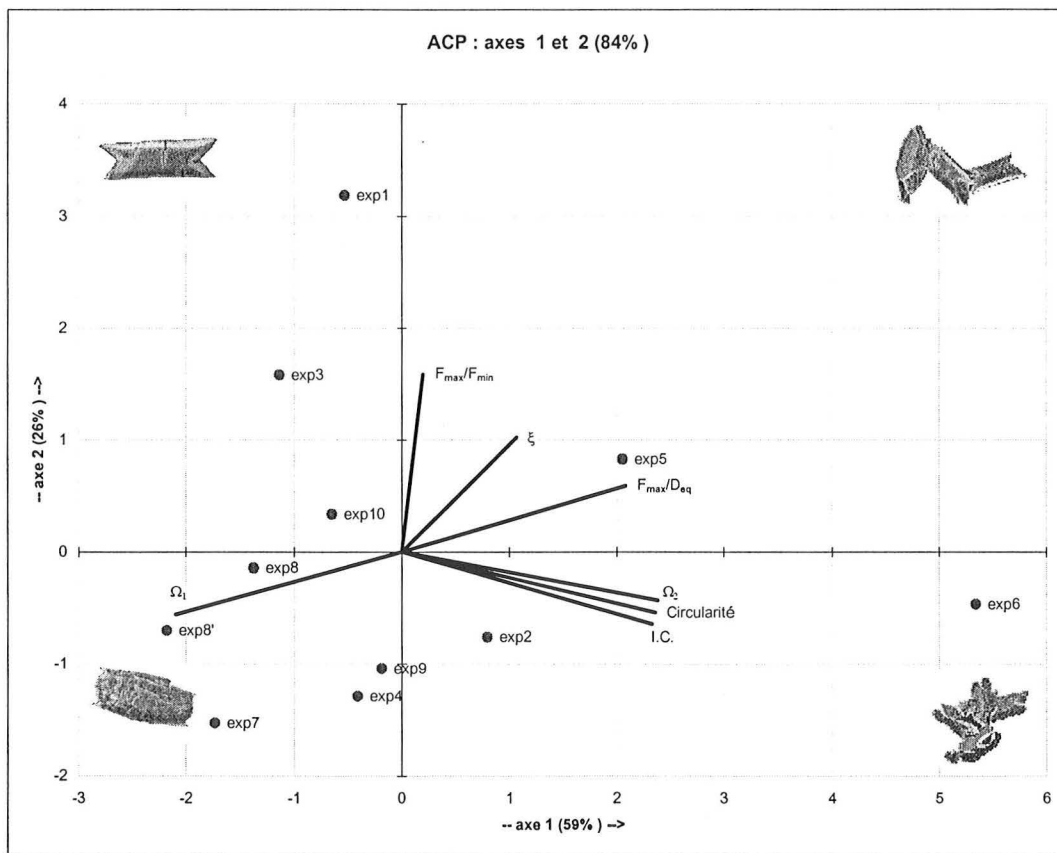 ACP : axes 1 et 2 (84% )
4
3
2
1
0
-1
-2
-- axe 2 (26% ) -->
exp1
exp3
F_max/F_min
ξ
exp5
F_max/D_eq
exp10
exp8
Ω₁
exp8'
Ω₂
Circularité
I.C.
exp6
exp2
exp9
exp4
exp7
-3 -2 -1 0 1 2 3 4 5 6
-- axe 1 (59% ) -->